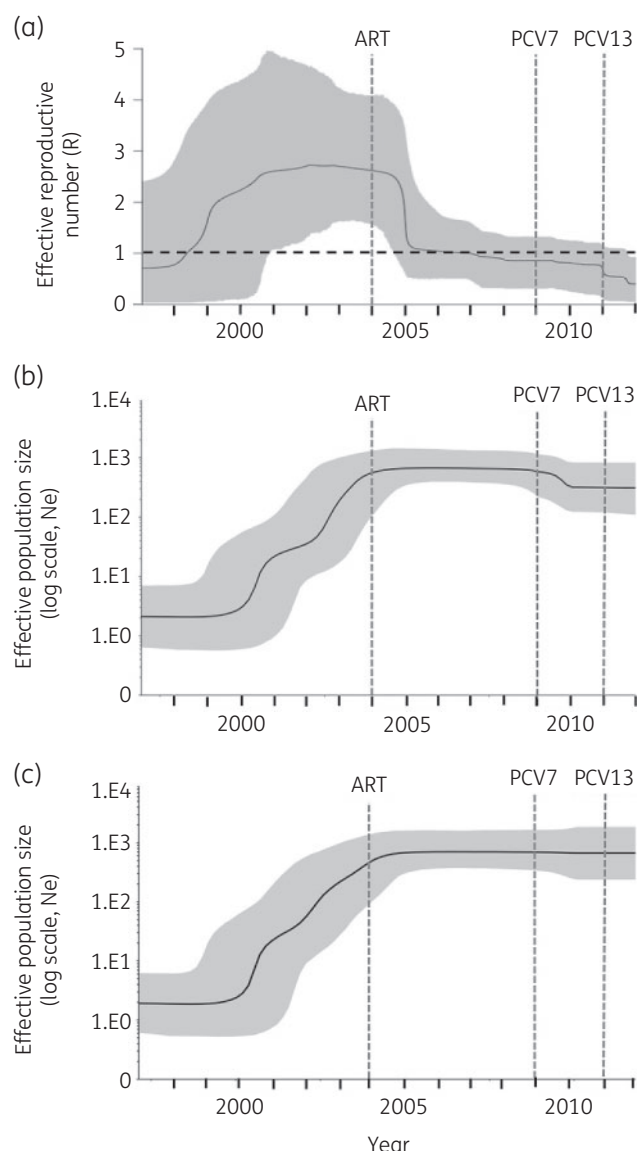 (a)
ART PCV7 PCV13
5
4
3
2
1
0
Effective reproductive
number (R)
2000 2005 2010
(b)
ART PCV7 PCV13
1.E4
1.E3
1.E2
1.E1
1.E0
0
Effective population size
(log scale, Ne)
2000 2005 2010
(c)
ART PCV7 PCV13
1.E4
1.E3
1.E2
1.E1
1.E0
0
Effective population size
(log scale, Ne)
2000 2005 2010
Year